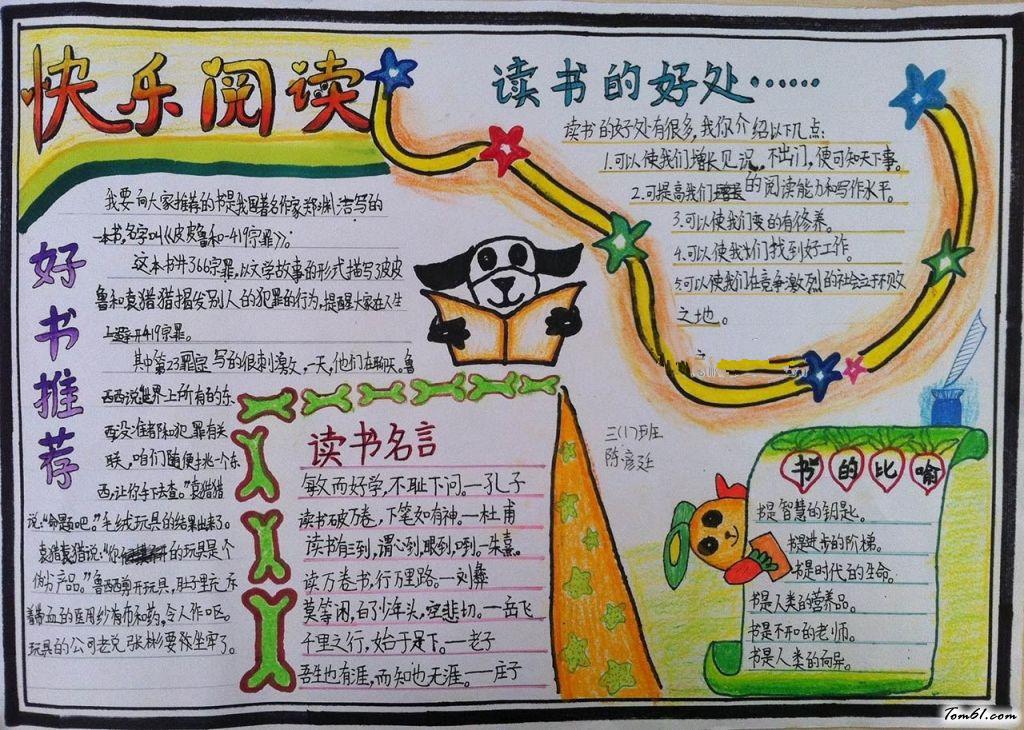 快乐阅读
好书推荐
我要向大家推荐的书是我国著名作家郑渊洁写的
一本书,名字叫《皮皮鲁和419宗罪》。
这本书共366宗罪,以文学故事的形式描写皮皮
鲁和袁猎猎揭发别人的犯罪的行为,提醒大家在人生
上避开419宗罪。
其中第23罪写的很刺激,一天,他们在聊天。鲁
西西说世界上所有的东
西没准都和犯罪有关
联,咱们随便挑一个东
西,让你手下去查。”袁猎猎
说:“命题吧。”毛绒玩具的结果出来了。
袁猎猎说:“你的玩具是个
伪劣产品。”鲁西西剪开玩具,肚子里
带血的医用纱布和药,令人作呕。
玩具的公司老总张彬要被坐牢了。
读书的好处……
读书的好处有很多,我你介绍以下几点:
1.可以使我们增长见识。不出门,便可知天下事。
2.可提高我们的阅读能力和写作水平。
3.可以使我们变的有修养。
4.可以使我们找到好工作。
5.可以使我们在竞争激烈的社会立于不败
之地。
读书名言
敏而好学,不耻下问。一孔子
读书破万卷,下笔如有神。一杜甫
读书有三到,谓心到,眼到,口到。一朱熹。
读万卷书,行万里路。一刘彝
莫等闲,白了少年头,空悲切。一岳飞
千里之行,始于足下。一老子
吾生也有涯,而知也无涯。一庄子
三(17)班
陈彦廷
书的比喻
书是智慧的钥匙。
书是进步的阶梯。
书是时代的生命。
书是人类的营养品。
书是不可的老师。
书是人类的向导。
Tom61.com